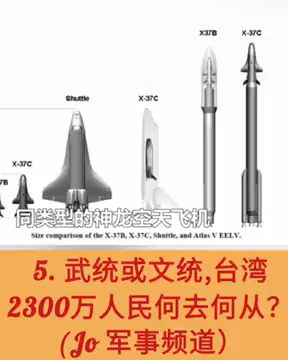 X37B
X-37C
Shuttle
X-37C
X-37C
7B
同类型的神龙空天飞机
Size comparison of the X-37B, X-37C, Shuttle, and Atlas V EELV.
5. 武统或文统,台湾
2300万人民何去何从?
(Jo 军事频道)